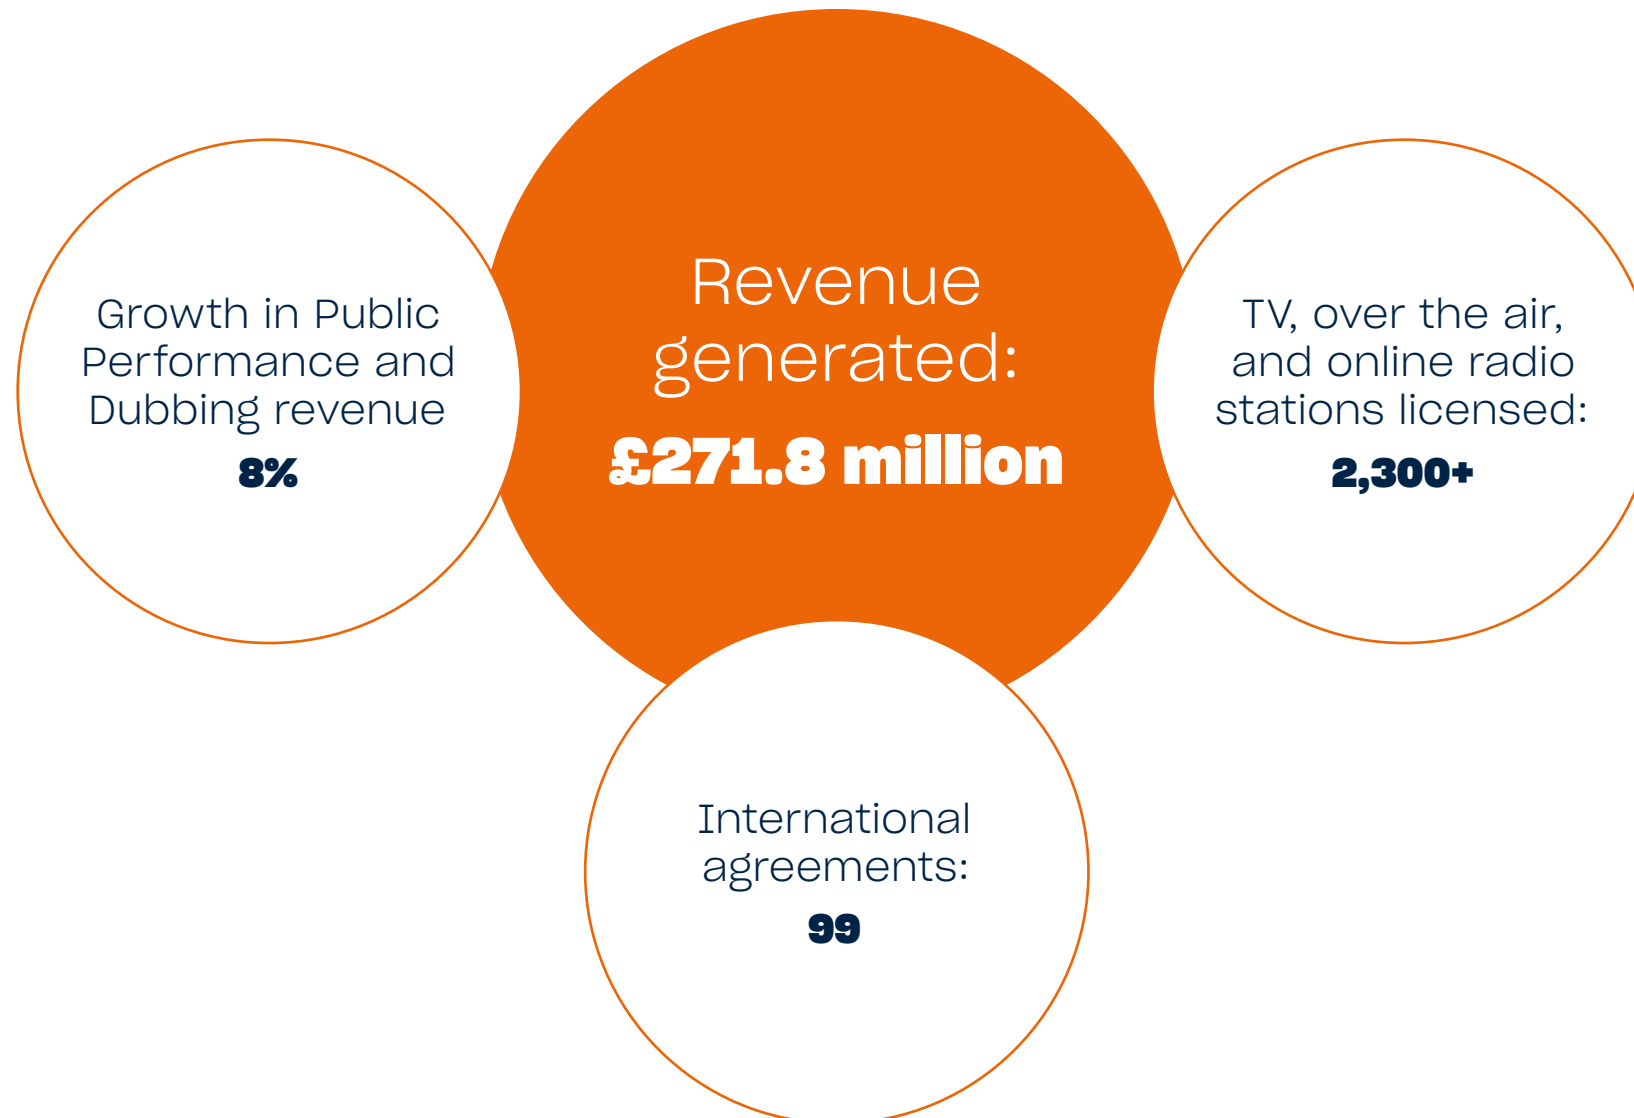 Growth in Public
Performance and
Dubbing revenue
8%
Revenue
generated:
£271.8 million
TV, over the air,
and online radio
stations licensed:
2,300+
International
agreements:
99